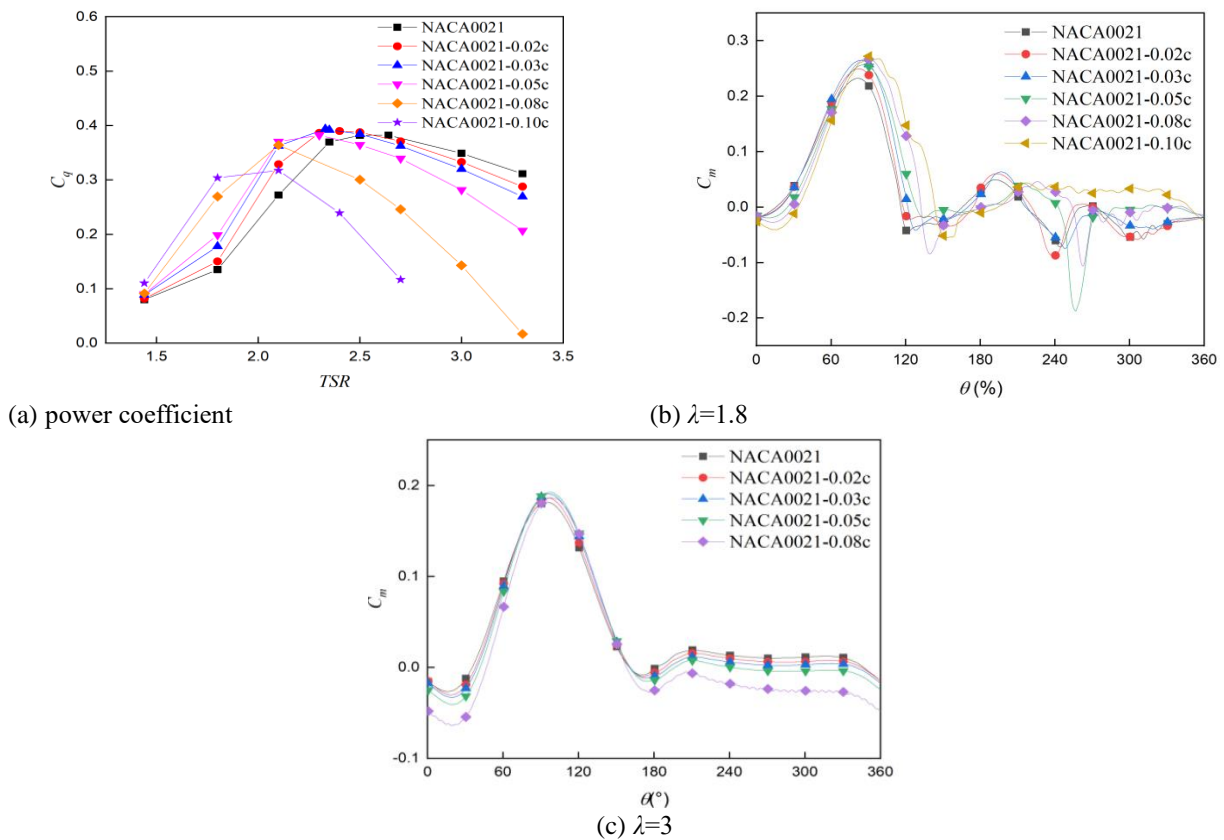 0.6
0.5
0.4
0.3
0.2
0.1
0.0
C_q
1.5 2.0 2.5 3.0 3.5
TSR
NACA0021
NACA0021-0.02c
NACA0021-0.03c
NACA0021-0.05c
NACA0021-0.08c
NACA0021-0.10c
0.3
0.2
0.1
0.0
-0.1
-0.2
C_m
0 60 120 180 240 300 360
θ (%)
NACA0021
NACA0021-0.02c
NACA0021-0.03c
NACA0021-0.05c
NACA0021-0.08c
NACA0021-0.10c
(a) power coefficient
(b) λ=1.8
0.2
0.1
0.0
-0.1
C_m
0 60 120 180 240 300 360
θ(°)
NACA0021
NACA0021-0.02c
NACA0021-0.03c
NACA0021-0.05c
NACA0021-0.08c
(c) λ=3